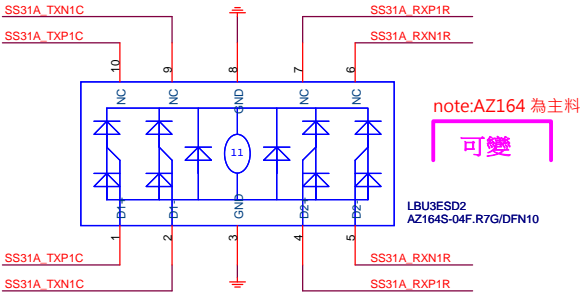 SS31A_TXN1C
SS31A_RXP1R
SS31A_TXP1C
SS31A_RXN1R
10
9
8
7
6
NC
NC
GND
NC
NC
note:AZ164 為主料
可變
11
D1+
D1-
GND
D2+
D2-
LBU3ESD2
AZ164S-04F.R7G/DFN10
1
2
3
4
5
SS31A_TXP1C
SS31A_RXN1R
SS31A_TXN1C
SS31A_RXP1R